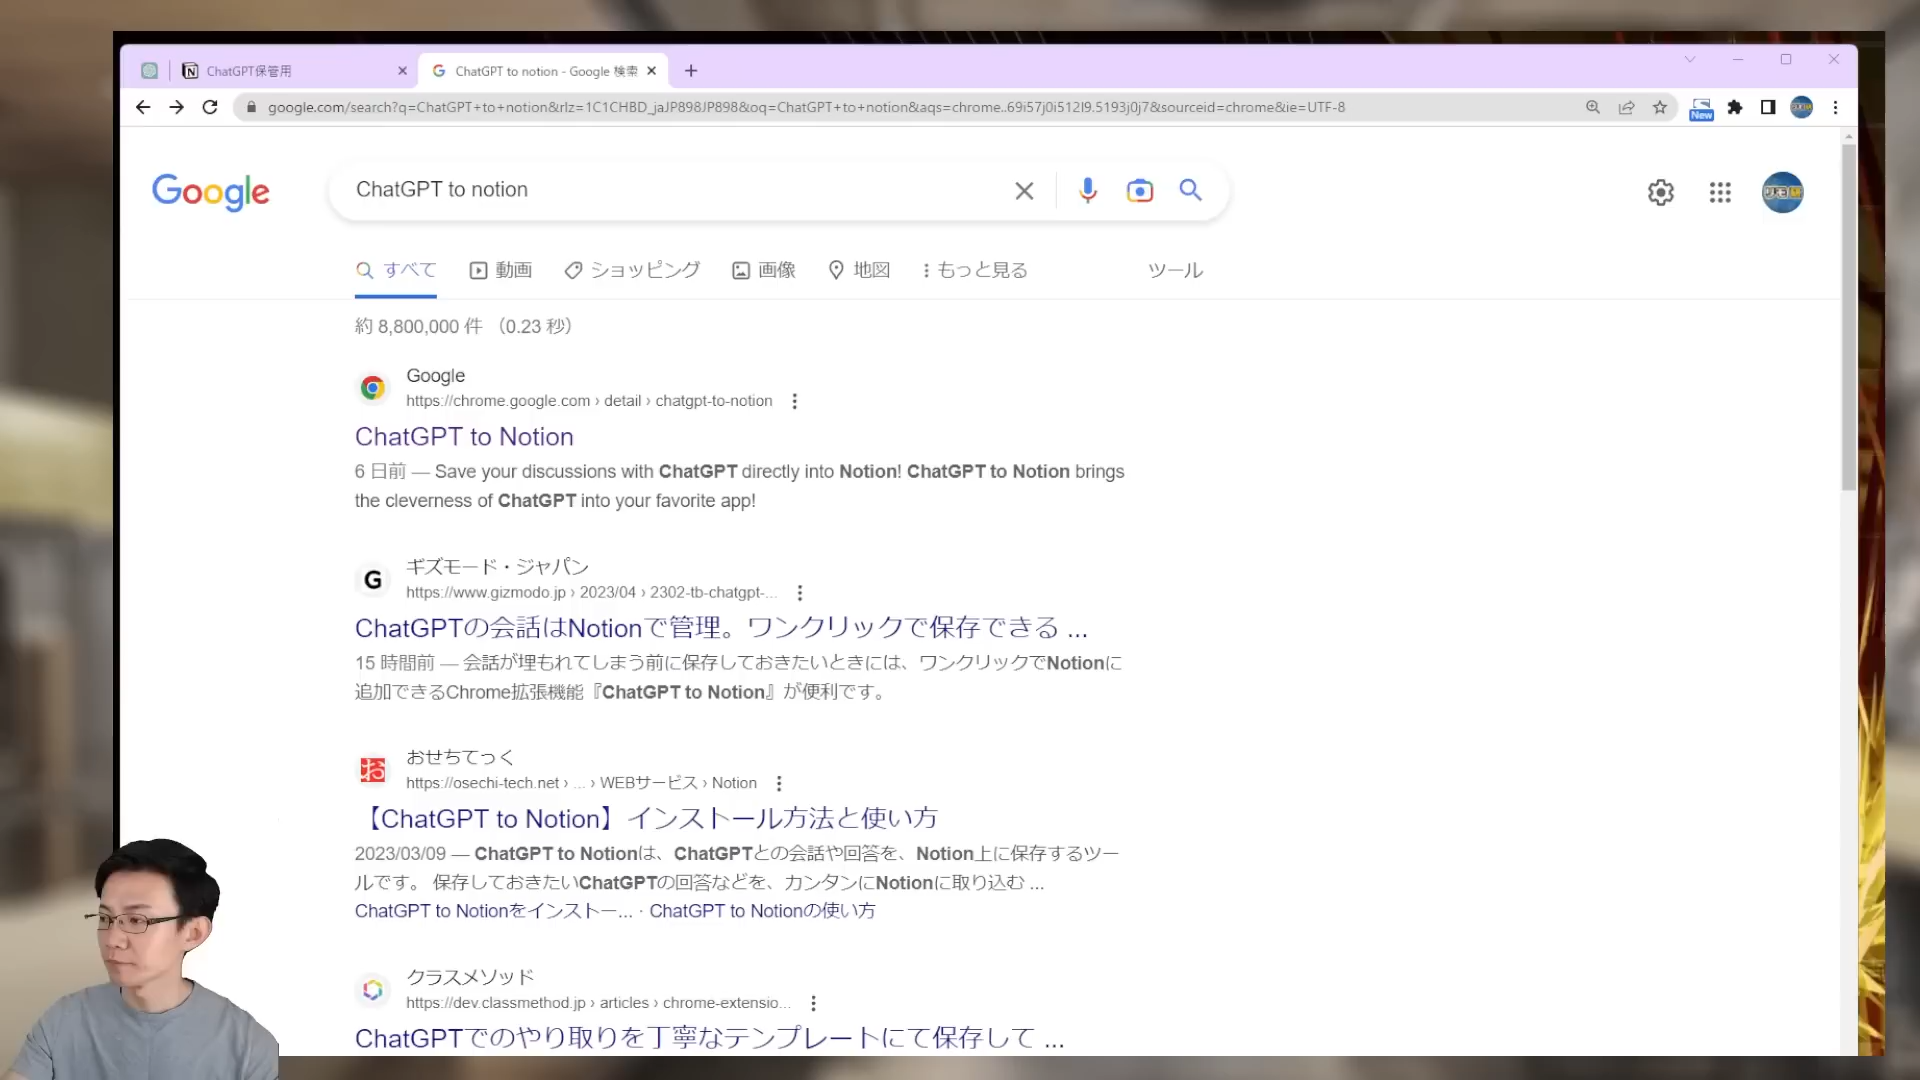 ChatGPT保管用
ChatGPT to notion - Google 検索
google.com/search?q=ChatGPT+to+notion&rlz=1C1CHBD_jaJP898JP898&oq=ChatGPT+to+notion&aqs=chrome..69i57j0i512l9.5193j0j7&sourceid=chrome&ie=UTF-8
New
Google
ChatGPT to notion
すべて
動画
ショッピング
画像
地図
もっと見る
ツール
約 8,800,000 件 （0.23 秒）
Google
https://chrome.google.com › detail › chatgpt-to-notion
ChatGPT to Notion
6 日前 — Save your discussions with ChatGPT directly into Notion! ChatGPT to Notion brings
the cleverness of ChatGPT into your favorite app!
G
ギズモード・ジャパン
https://www.gizmodo.jp › 2023/04 › 2302-tb-chatgpt-...
ChatGPTの会話はNotionで管理。ワンクリックで保存できる ...
15 時間前 — 会話が埋もれてしまう前に保存しておきたいときには、ワンクリックでNotionに
追加できるChrome拡張機能『ChatGPT to Notion』が便利です。
お
おせちてっく
https://osechi-tech.net › ... › WEBサービス › Notion
【ChatGPT to Notion】インストール方法と使い方
2023/03/09 — ChatGPT to Notionは、ChatGPTとの会話や回答を、Notion上に保存するツー
ルです。 保存しておきたいChatGPTの回答などを、カンタンにNotionに取り込む ...
ChatGPT to Notionをインストー... · ChatGPT to Notionの使い方
クラスメソッド
https://dev.classmethod.jp › articles › chrome-extensio...
ChatGPTでのやり取りを丁寧なテンプレートにて保存して ...